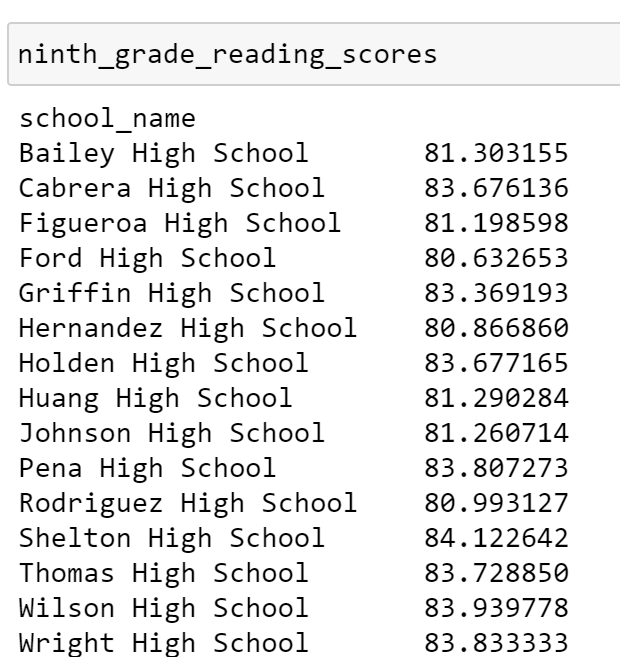 ninth_grade_reading_scores
school_name
Bailey High School 81.303155
Cabrera High School 83.676136
Figueroa High School 81.198598
Ford High School 80.632653
Griffin High School 83.369193
Hernandez High School 80.866860
Holden High School 83.677165
Huang High School 81.290284
Johnson High School 81.260714
Pena High School 83.807273
Rodriguez High School 80.993127
Shelton High School 84.122642
Thomas High School 83.728850
Wilson High School 83.939778
Wright High School 83.833333